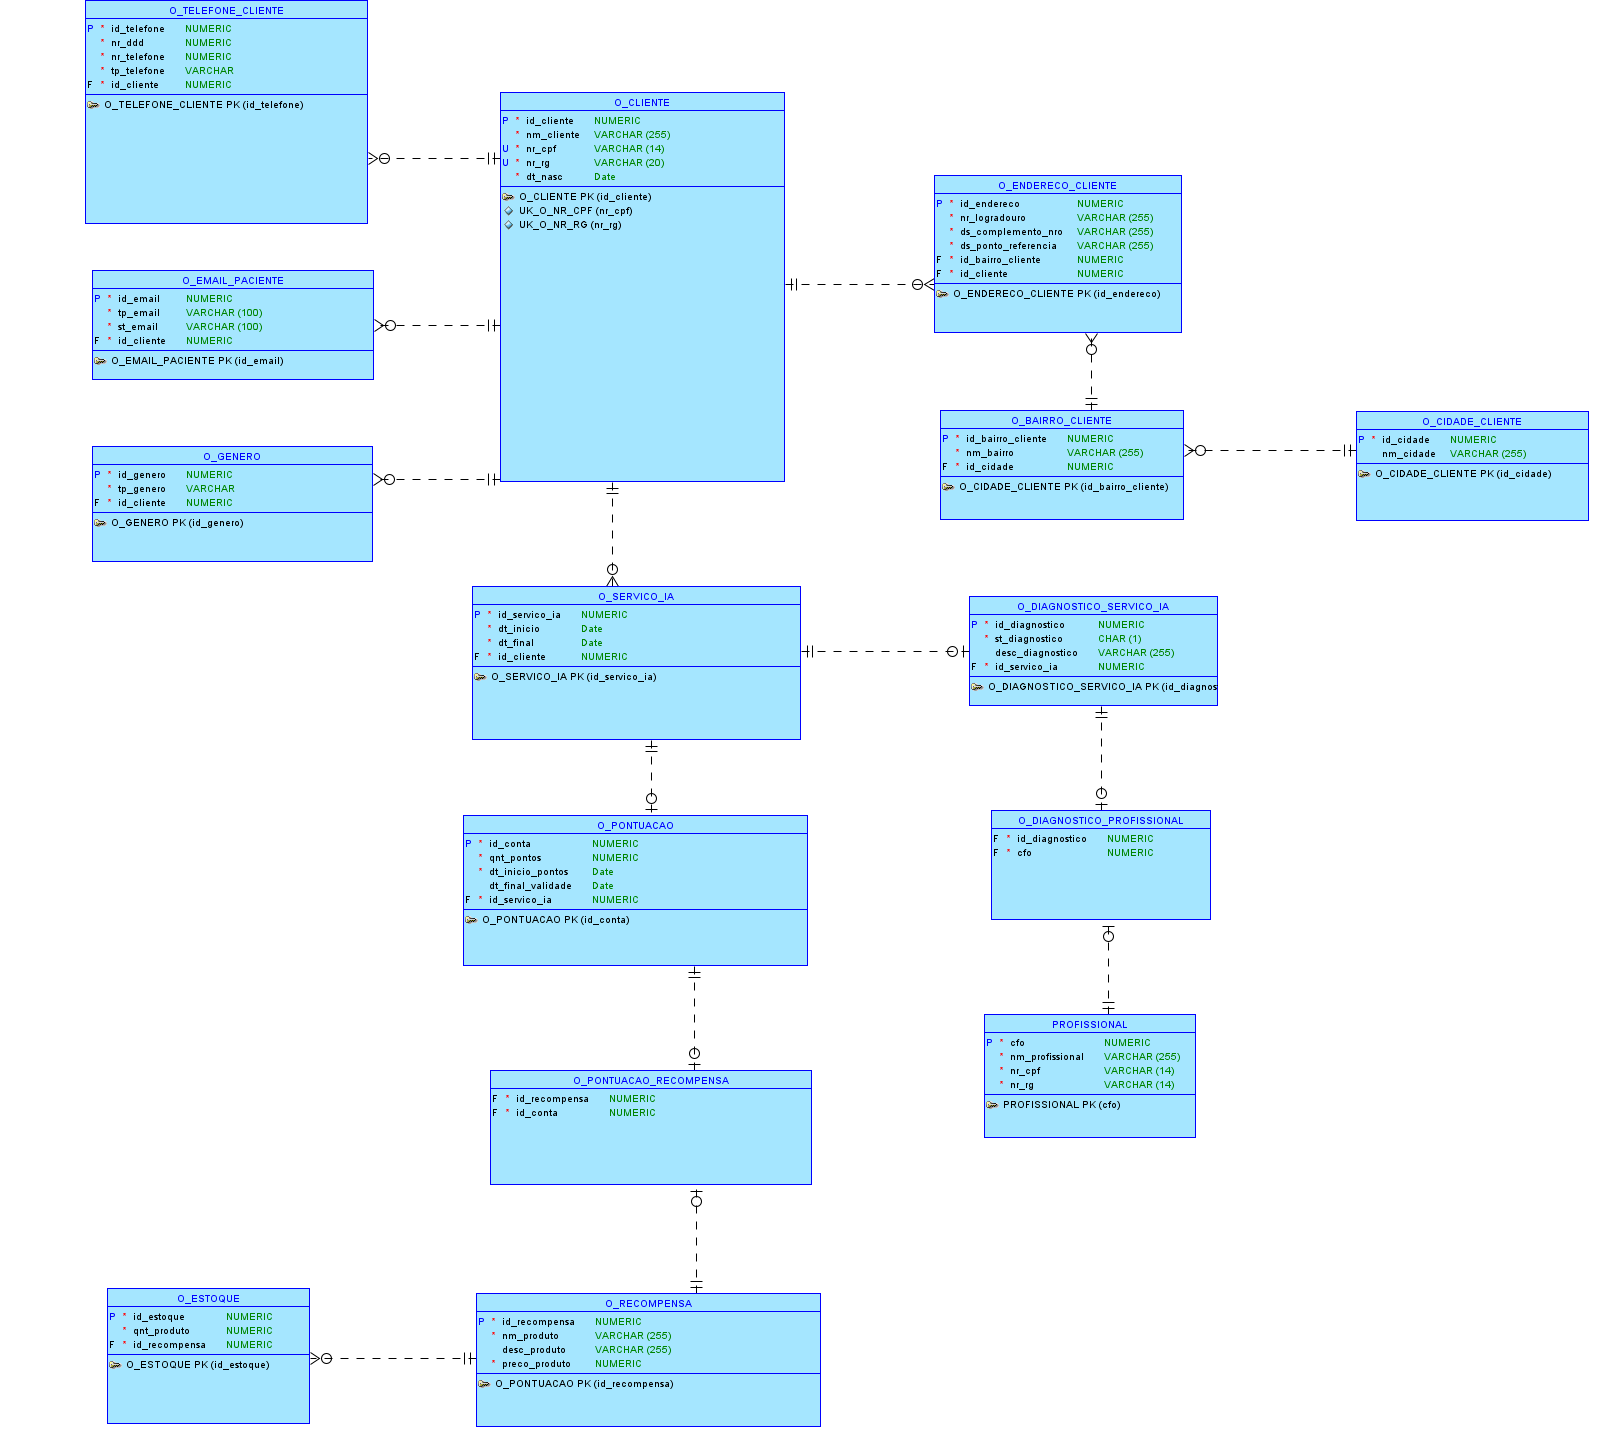 O_TELEFONE_CLIENTE
P * id_telefone NUMERIC
* nr_ddd NUMERIC
* nr_telefone NUMERIC
* tp_telefone VARCHAR
F * id_cliente NUMERIC
O_TELEFONE_CLIENTE PK (id_telefone)
O_CLIENTE
P * id_cliente NUMERIC
* nm_cliente VARCHAR (255)
U * nr_cpf VARCHAR (14)
U * nr_rg VARCHAR (20)
* dt_nasc Date
O_CLIENTE PK (id_cliente)
UK_O_NR_CPF (nr_cpf)
UK_O_NR_RG (nr_rg)
O_ENDERECO_CLIENTE
P * id_endereco NUMERIC
* nr_logradouro VARCHAR (255)
* ds_complemento_nro VARCHAR (255)
* ds_ponto_referencia VARCHAR (255)
F * id_bairro_cliente NUMERIC
F * id_cliente NUMERIC
O_ENDERECO_CLIENTE PK (id_endereco)
O_EMAIL_PACIENTE
P * id_email NUMERIC
* tp_email VARCHAR (100)
* st_email VARCHAR (100)
F * id_cliente NUMERIC
O_EMAIL_PACIENTE PK (id_email)
O_BAIRRO_CLIENTE
P * id_bairro_cliente NUMERIC
* nm_bairro VARCHAR (255)
F * id_cidade NUMERIC
O_CIDADE_CLIENTE PK (id_bairro_cliente)
O_CIDADE_CLIENTE
P * id_cidade NUMERIC
nm_cidade VARCHAR (255)
O_CIDADE_CLIENTE PK (id_cidade)
O_GENERO
P * id_genero NUMERIC
* tp_genero VARCHAR
F * id_cliente NUMERIC
O_GENERO PK (id_genero)
O_SERVICO_IA
P * id_servico_ia NUMERIC
* dt_inicio Date
* dt_final Date
F * id_cliente NUMERIC
O_SERVICO_IA PK (id_servico_ia)
O_DIAGNOSTICO_SERVICO_IA
P * id_diagnostico NUMERIC
* st_diagnostico CHAR (1)
desc_diagnostico VARCHAR (255)
F * id_servico_ia NUMERIC
O_DIAGNOSTICO_SERVICO_IA PK (id_diagnos
O_PONTUACAO
P * id_conta NUMERIC
* qnt_pontos NUMERIC
* dt_inicio_pontos Date
dt_final_validade Date
F * id_servico_ia NUMERIC
O_PONTUACAO PK (id_conta)
O_DIAGNOSTICO_PROFISSIONAL
F * id_diagnostico NUMERIC
F * cfo NUMERIC
PROFISSIONAL
P * cfo NUMERIC
* nm_profissional VARCHAR (255)
* nr_cpf VARCHAR (14)
* nr_rg VARCHAR (14)
PROFISSIONAL PK (cfo)
O_PONTUACAO_RECOMPENSA
F * id_recompensa NUMERIC
F * id_conta NUMERIC
O_ESTOQUE
P * id_estoque NUMERIC
* qnt_produto NUMERIC
F * id_recompensa NUMERIC
O_ESTOQUE PK (id_estoque)
O_RECOMPENSA
P * id_recompensa NUMERIC
* nm_produto VARCHAR (255)
desc_produto VARCHAR (255)
* preco_produto NUMERIC
O_PONTUACAO PK (id_recompensa)